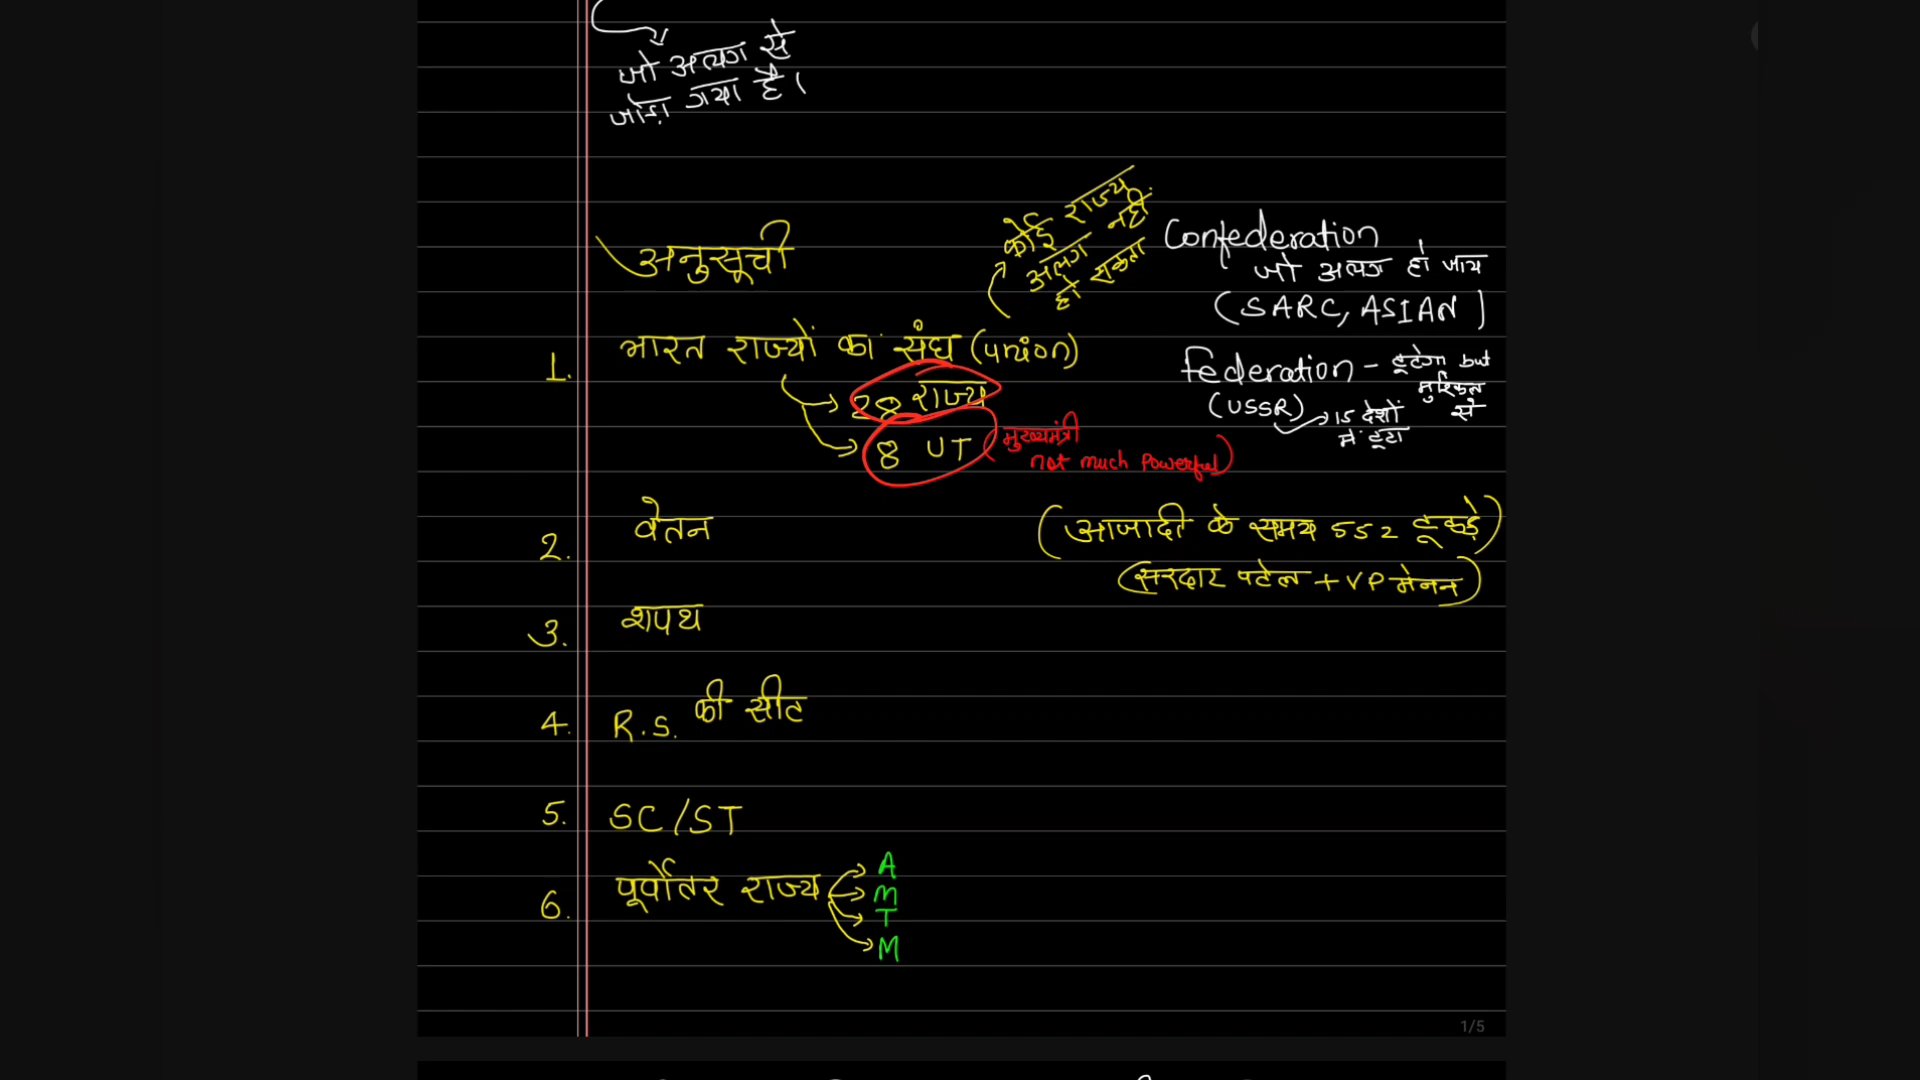 जो अलग से
जोड़ा गया है।
अनुसूची
कोई राज्य
अलग नहीं
हो सकता
Confederation
जो अलग हो जाय
(SARC, ASIAN)
1. भारत राज्यों का संघ (union)
28 राज्य
8 UT (मुख्यमंत्री
not much powerful)
federation - टूटेगा but
मुश्किल
से
(USSR) → 15 देशों
में टूटा
2. वेतन
(आजादी के समय 552 टूकड़े)
(सरदार पटेल + VP मेनन)
3. शपथ
4. R.S. की सीट
5. SC/ST
6. पूर्वोतर राज्य
A
M
T
M
1/5